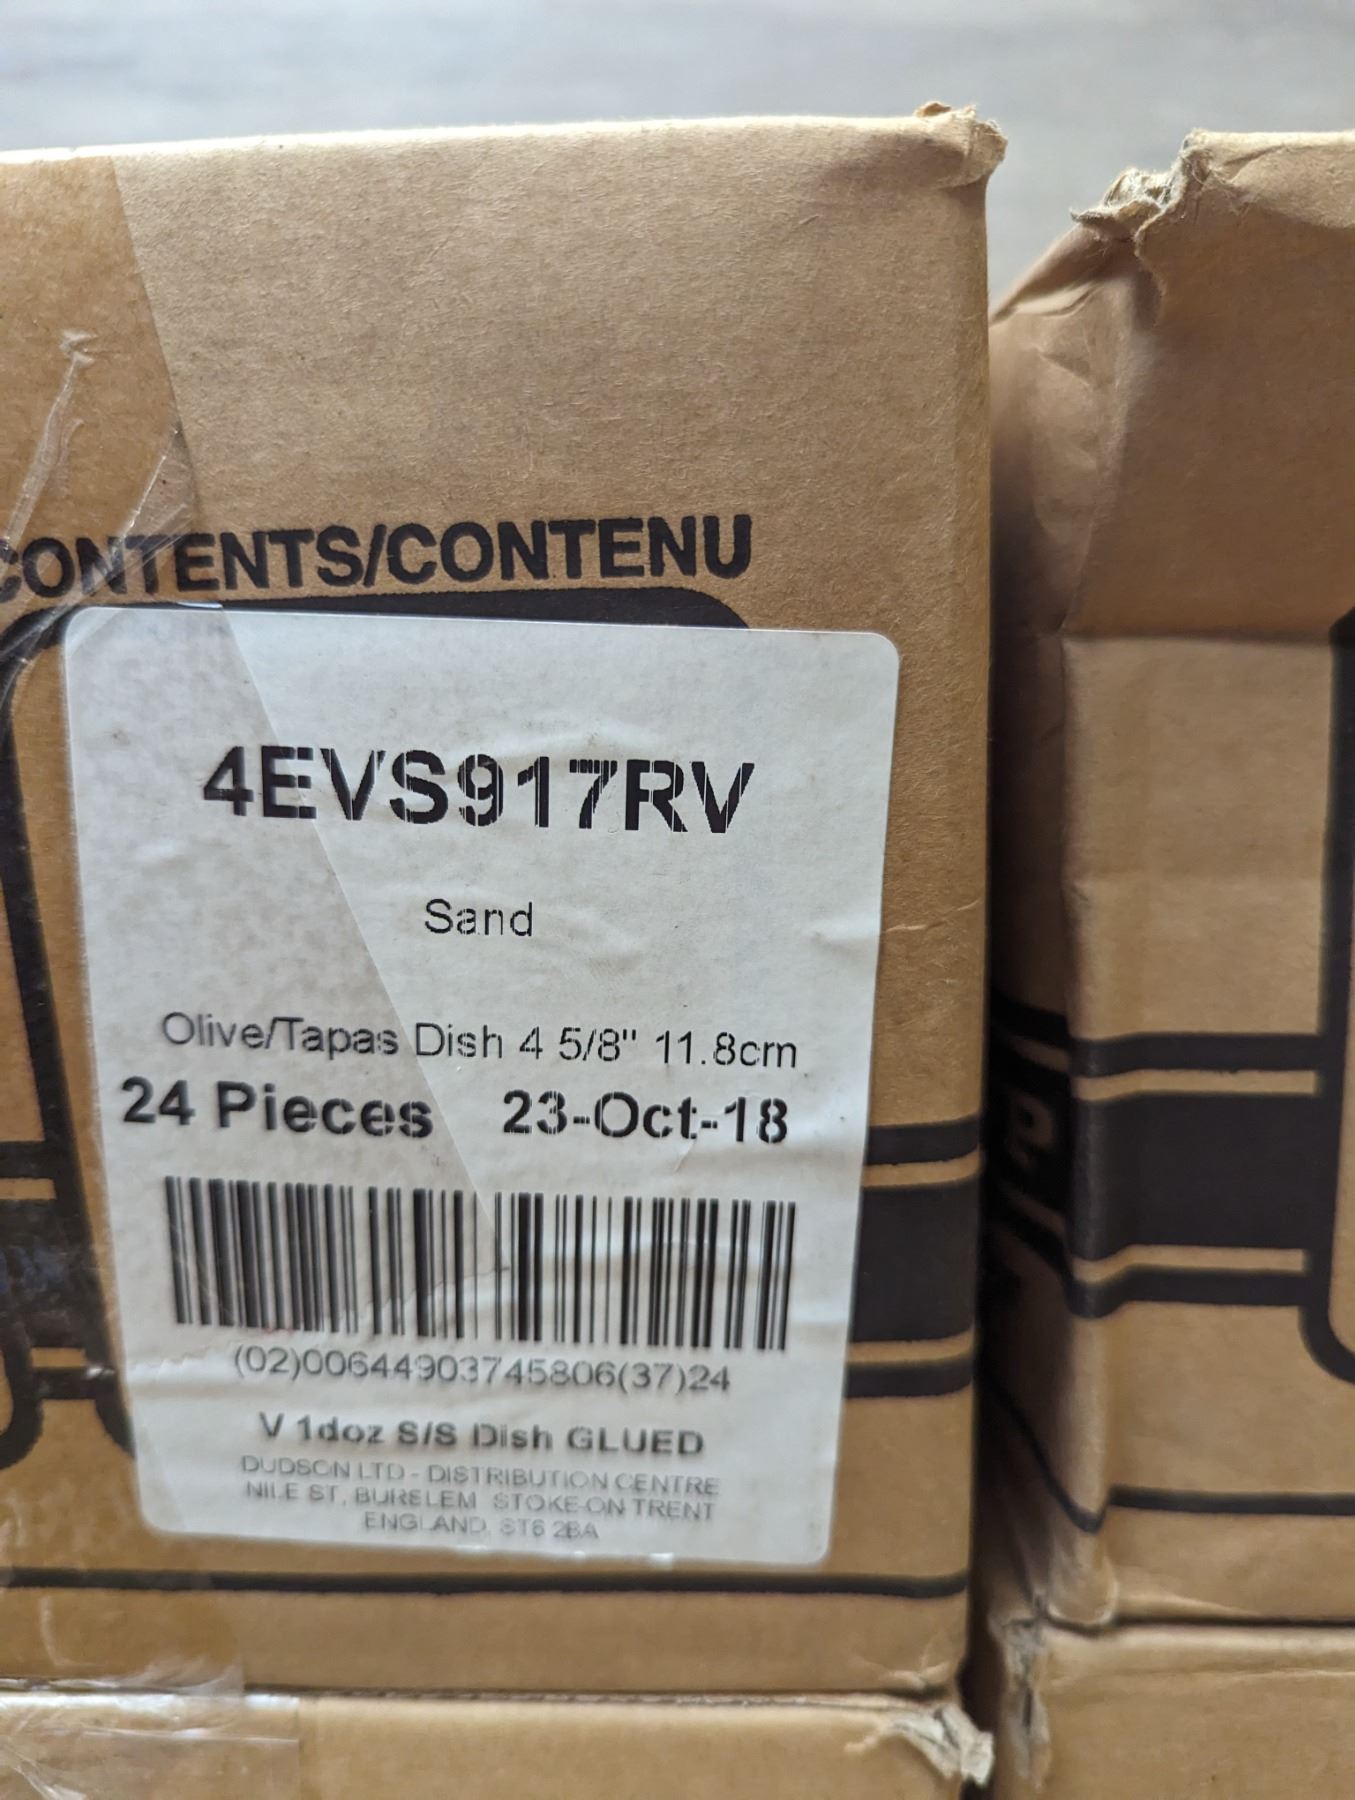 CONTENTS/CONTENU
4EVS917RV
Sand
Olive/Tapas Dish 4 5/8" 11.8cm
24 Pieces 23-Oct-18
(02)00644903745806(37)24
V 1doz S/S Dish GLUED
DUDSON LTD - DISTRIBUTION CENTRE
NILE ST, BURSLEM STOKE-ON TRENT
ENGLAND, ST6 2BA